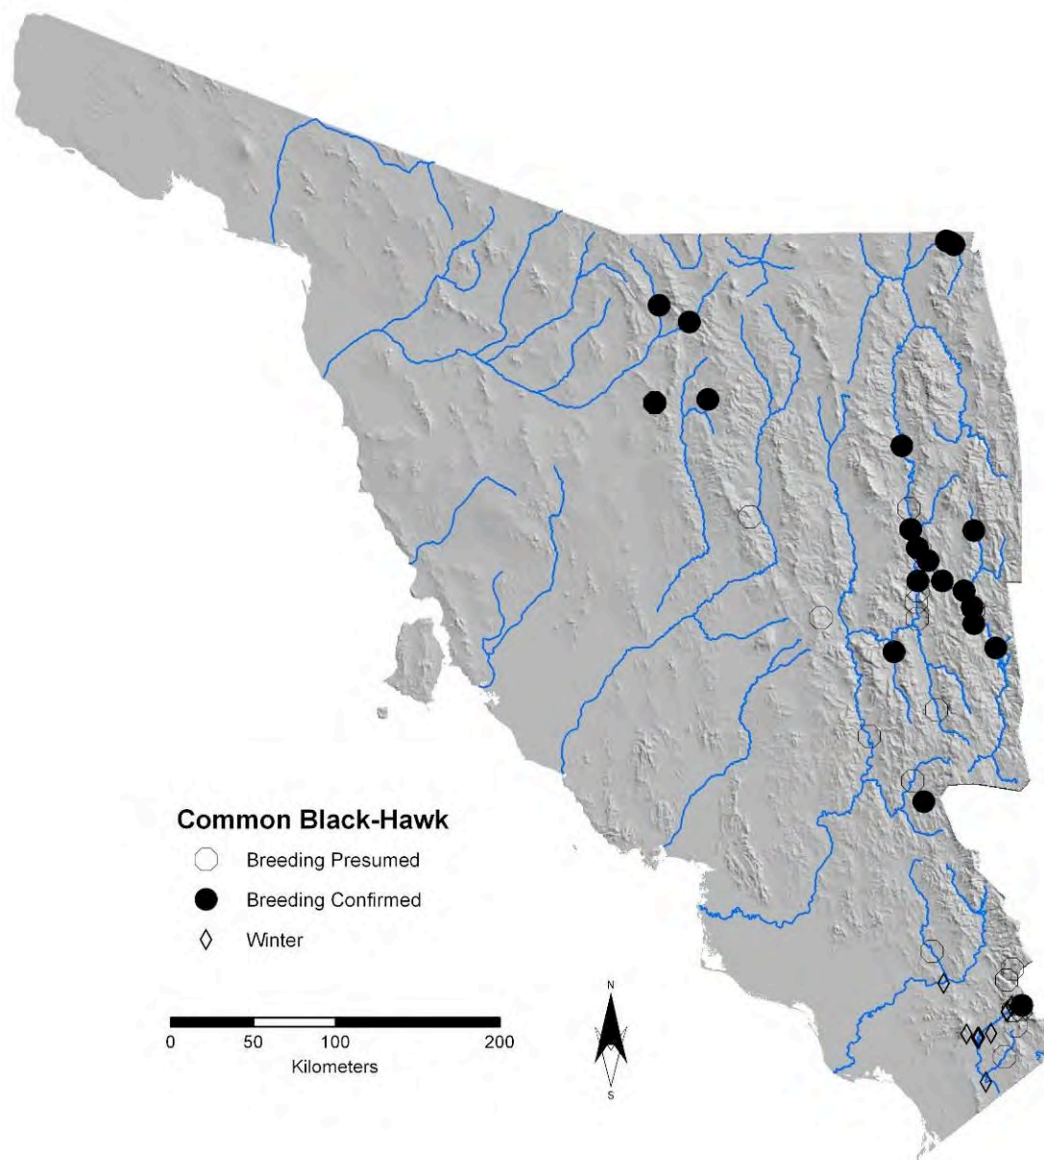 Common Black-Hawk
Breeding Presumed
Breeding Confirmed
Winter
0 50 100 200
Kilometers
N
S